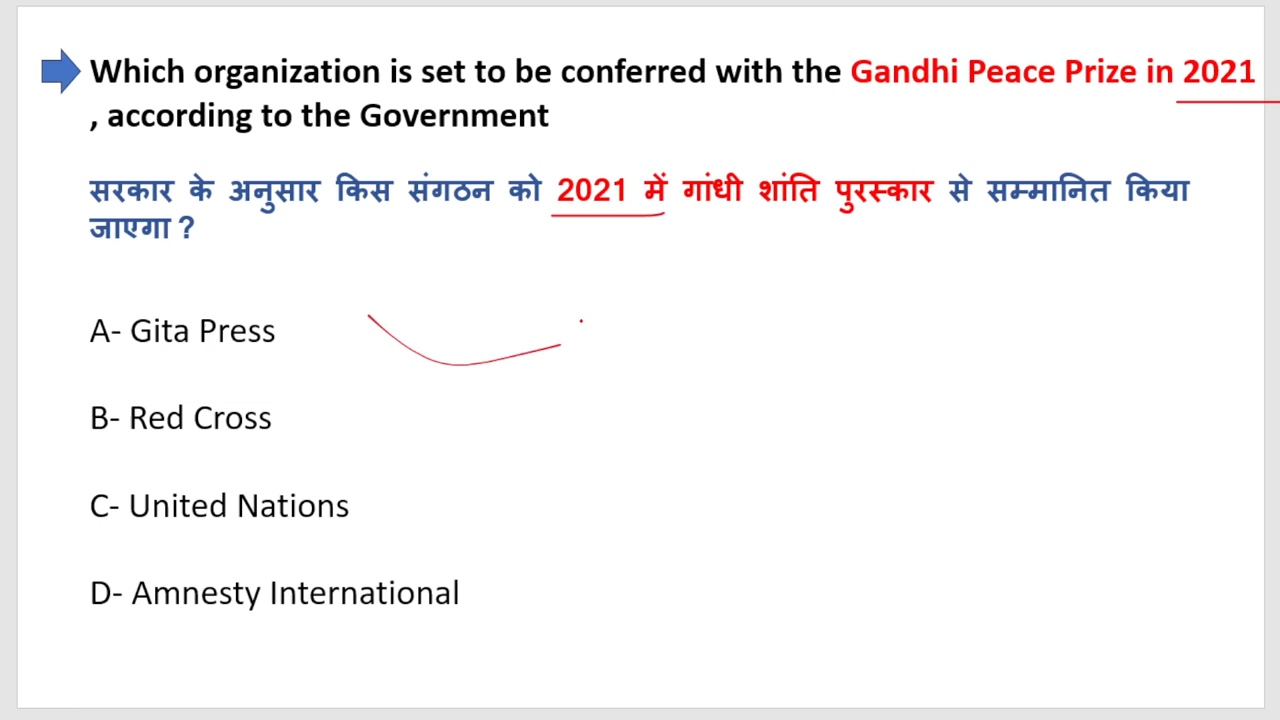 Which organization is set to be conferred with the Gandhi Peace Prize in 2021
, according to the Government
सरकार के अनुसार किस संगठन को 2021 में गांधी शांति पुरस्कार से सम्मानित किया
जाएगा ?
A- Gita Press
B- Red Cross
C- United Nations
D- Amnesty International